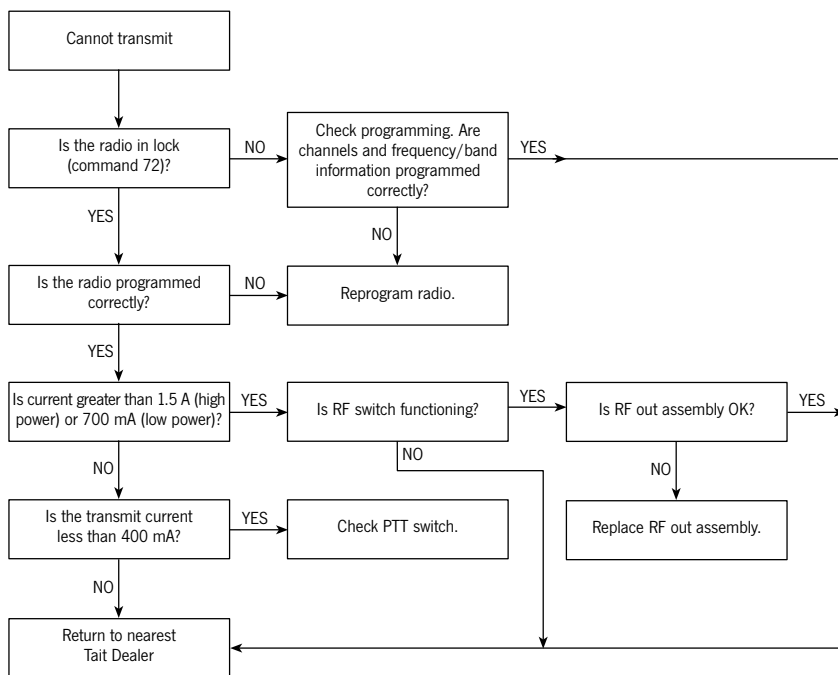 Cannot transmit
Is the radio in lock
(command 72)?
NO
Check programming. Are
channels and frequency/band
information programmed
correctly?
YES
YES
NO
Is the radio programmed
correctly?
NO
Reprogram radio.
YES
Is current greater than 1.5 A (high
power) or 700 mA (low power)?
YES
Is RF switch functioning?
YES
Is RF out assembly OK?
YES
NO
NO
NO
Is the transmit current
less than 400 mA?
YES
Check PTT switch.
Replace RF out assembly.
NO
Return to nearest
Tait Dealer